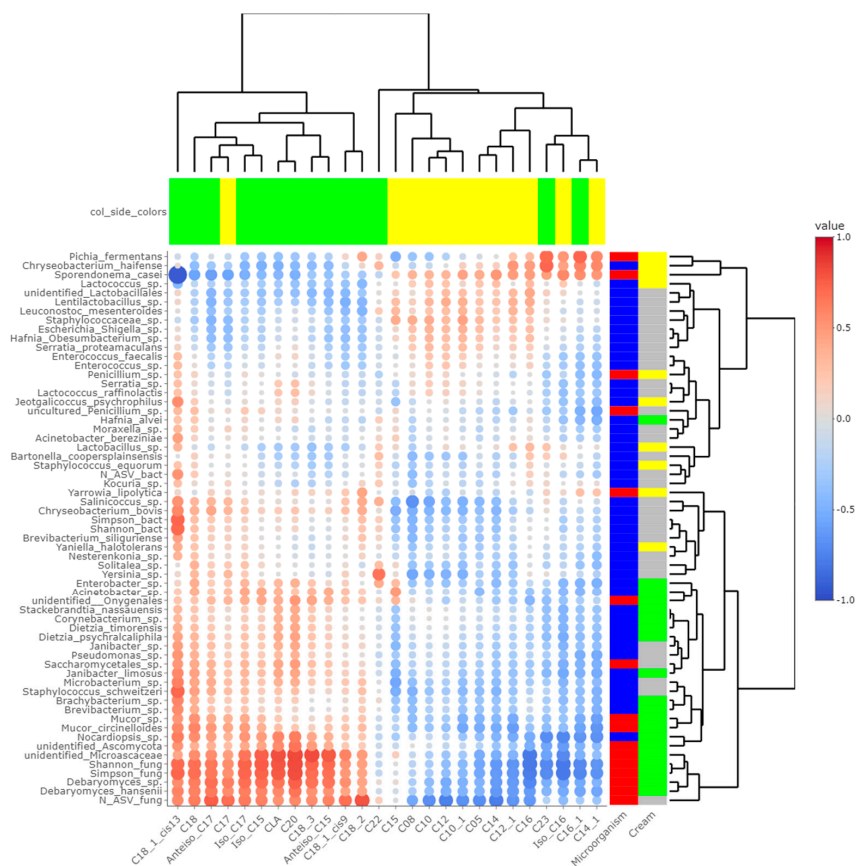 col_side_colors
value
1.0
0.5
0.0
-0.5
-1.0
Pichia_fermentans
Chryseobacterium_haifense
Sporendonema_casei
Lactococcus_sp.
unidentified_Lactobacillales
Lentilactobacillus_sp.
Leuconostoc_mesenteroides
Staphylococcaceae_sp.
Escherichia_Shigella_sp.
Hafnia_Obesumbacterium_sp.
Serratia_proteamaculans
Enterococcus_faecalis
Enterococcus_sp.
Penicillium_sp.
Serratia_sp.
Lactococcus_raffinolactis
Jeotgalicoccus_psychrophilus
uncultured_Penicillium_sp.
Hafnia_alvei
Moraxella_sp.
Acinetobacter_bereziniae
Lactobacillus_sp.
Bartonella_coopersplainsensis
Staphylococcus_equorum
N_ASV_bact
Kocuria_sp.
Yarrowia_lipolytica
Salinicoccus_sp.
Chryseobacterium_bovis
Simpson_bact
Shannon_bact
Brevibacterium_siliguriense
Yaniella_halotolerans
Nesterenkonia_sp.
Solitalea_sp.
Yersinia_sp.
Enterobacter_sp.
Acinetobacter_sp.
unidentified__Onygenales
Stackebrandtia_nassauensis
Corynebacterium_sp.
Dietzia_timorensis
Dietzia_psychralcaliphila
Janibacter_sp.
Pseudomonas_sp.
Saccharomycetales_sp.
Janibacter_limosus
Microbacterium_sp.
Staphylococcus_schweitzeri
Brachybacterium_sp.
Brevibacterium_sp.
Mucor_sp.
Mucor_circinelloides
Nocardiopsis_sp.
unidentified_Ascomycota
unidentified_Microascaceae
Shannon_fung
Simpson_fung
Debaryomyces_sp.
Debaryomyces_hansenii
N_ASV_fung
C18_1_cis13
C18
Anteiso_C17
C17
Iso_C17
Iso_C15
CLA
C20
C18_3
Anteiso_C15
C18_1_cis9
C18_2
C22
C15
C08
C10
C12
C10_1
C05
C14
C12_1
C16
C23
Iso_C16
C16_1
C14_1
Microorganism
Cream